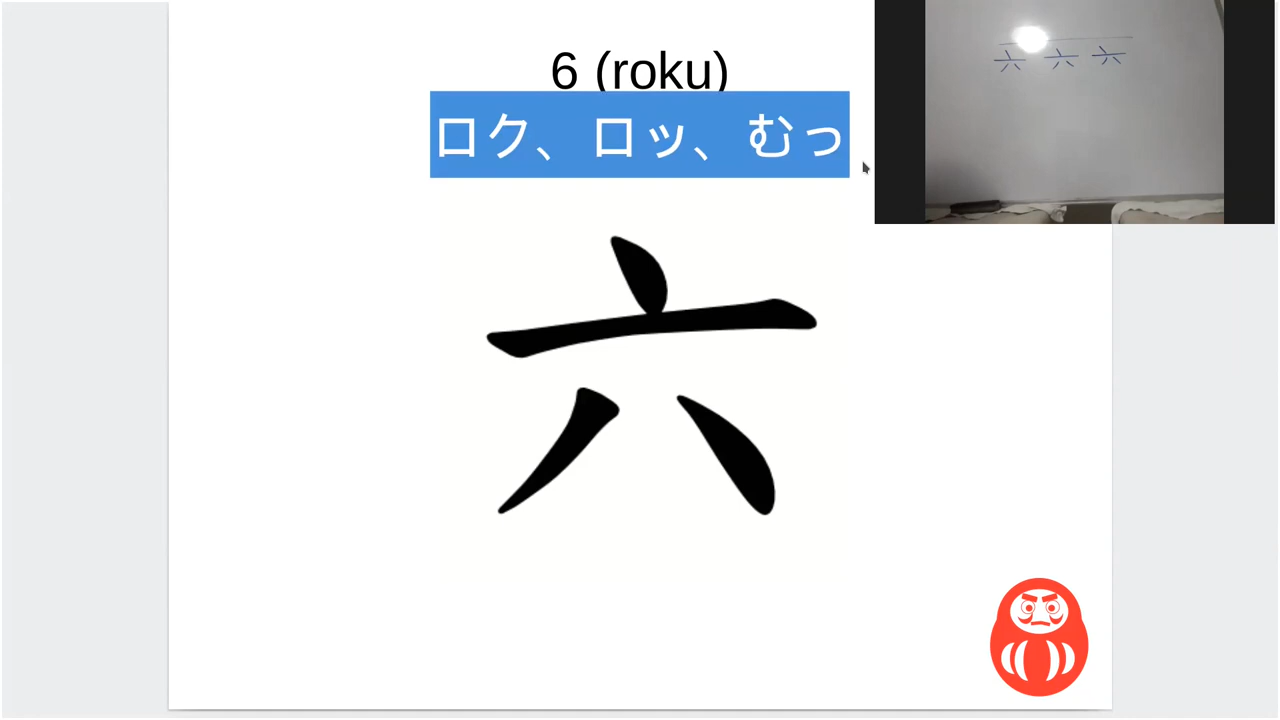 6 (roku)
ロク、ロッ、むっ
六
六 六 六